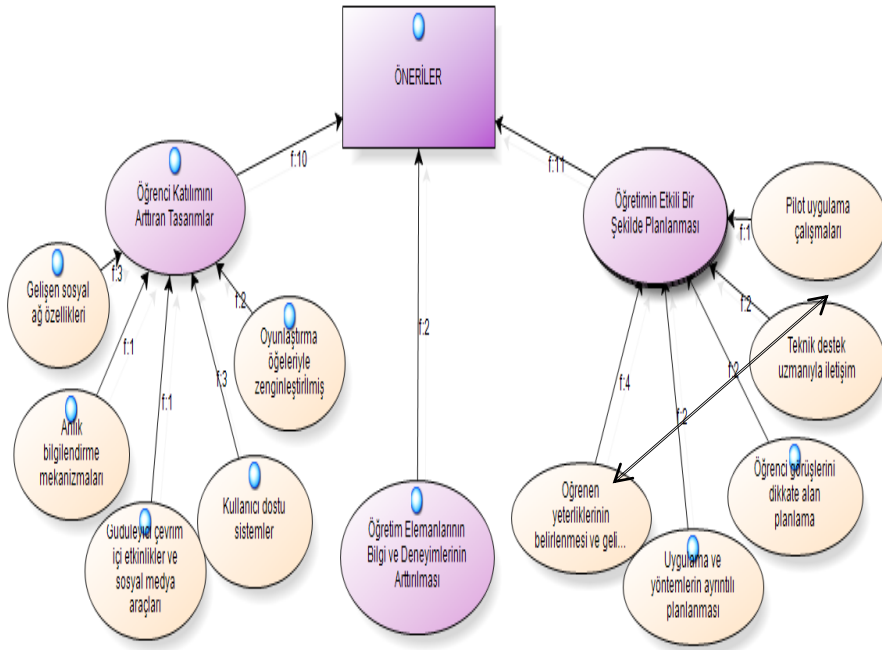 ÖNERİLER
f:10
f:11
f:2
Öğrenci Katılımını
Arttıran Tasarımlar
Öğretimin Etkili Bir
Şekilde Planlanması
Pilot uygulama
çalışmaları
f:1
f:3
Gelişen sosyal
ağ özellikleri
f:1
f:1
f:3
f:2
Oyunlaştırma
öğeleriyle
zenginleştirilmiş
f:2
Teknik destek
uzmanıyla iletişim
f:4
f:2
f:2
Anlık
bilgilendirme
mekanizmaları
Kullanıcı dostu
sistemler
Güdüleyici çevrim
içi etkinlikler ve
sosyal medya
araçları
Öğretim Elemanlarının
Bilgi ve Deneyimlerinin
Arttırılması
Öğrenen
yeterliklerinin
belirlenmesi ve geli...
Öğrenci görüşlerini
dikkate alan
planlama
Uygulama ve
yöntemlerin ayrıntılı
planlanması